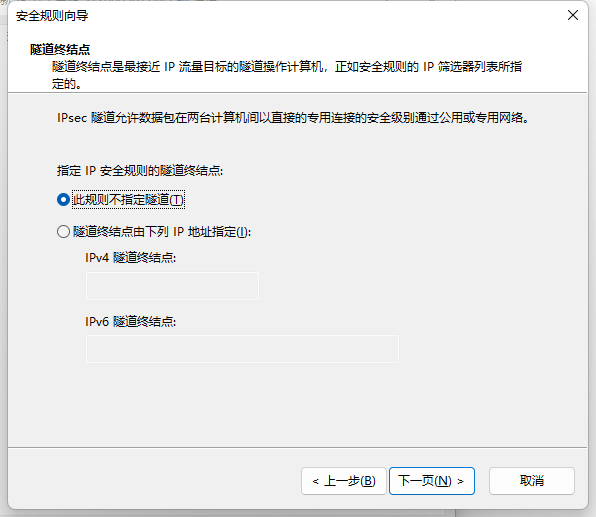 安全规则向导
隧道终结点
隧道终结点是最接近 IP 流量目标的隧道操作计算机，正如安全规则的 IP 筛选器列表所指
定的。
IPsec 隧道允许数据包在两台计算机间以直接的专用连接的安全级别通过公用或专用网络。
指定 IP 安全规则的隧道终结点:
此规则不指定隧道(T)
隧道终结点由下列 IP 地址指定(I):
IPv4 隧道终结点:
IPv6 隧道终结点:
< 上一步(B)
下一页(N) >
取消